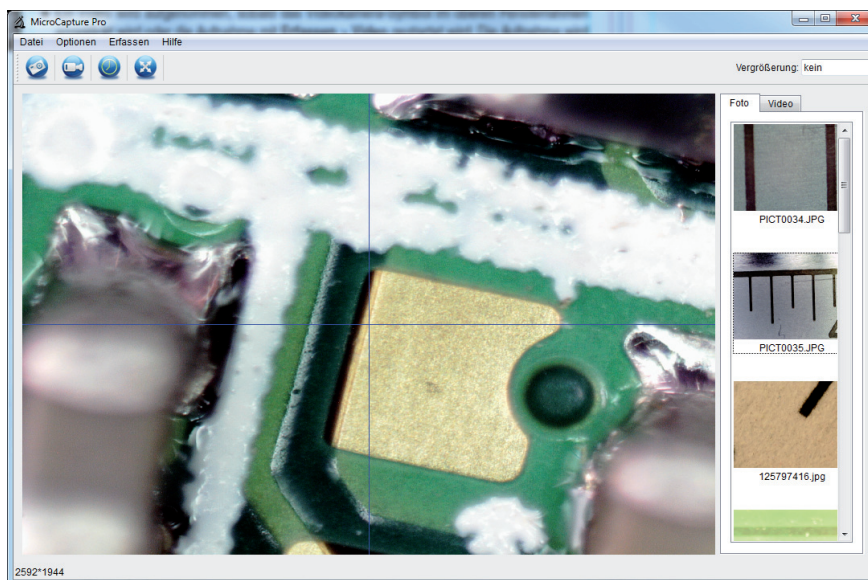 MicroCapture Pro
Datei Optionen Erfassen Hilfe
Vergrößerung: kein
Foto Video
PICT0034.JPG
PICT0035.JPG
125797416.jpg
2592*1944